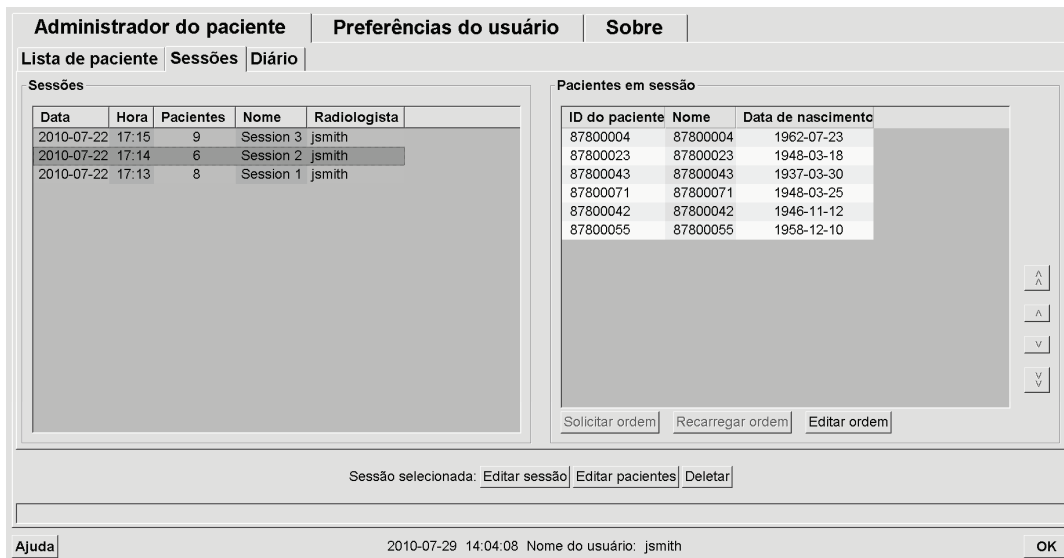 Administrador do paciente Preferências do usuário Sobre
Lista de paciente Sessões Diário
Sessões
Data Hora Pacientes Nome Radiologista
2010-07-22 17:15 9 Session 3 jsmith
2010-07-22 17:14 6 Session 2 jsmith
2010-07-22 17:13 8 Session 1 jsmith
Pacientes em sessão
ID do paciente Nome Data de nascimento
87800004 87800004 1962-07-23
87800023 87800023 1948-03-18
87800043 87800043 1937-03-30
87800071 87800071 1948-03-25
87800042 87800042 1946-11-12
87800055 87800055 1958-12-10
Solicitar ordem Recarregar ordem Editar ordem
Sessão selecionada: Editar sessão Editar pacientes Deletar
Ajuda 2010-07-29 14:04:08 Nome do usuário: jsmith OK